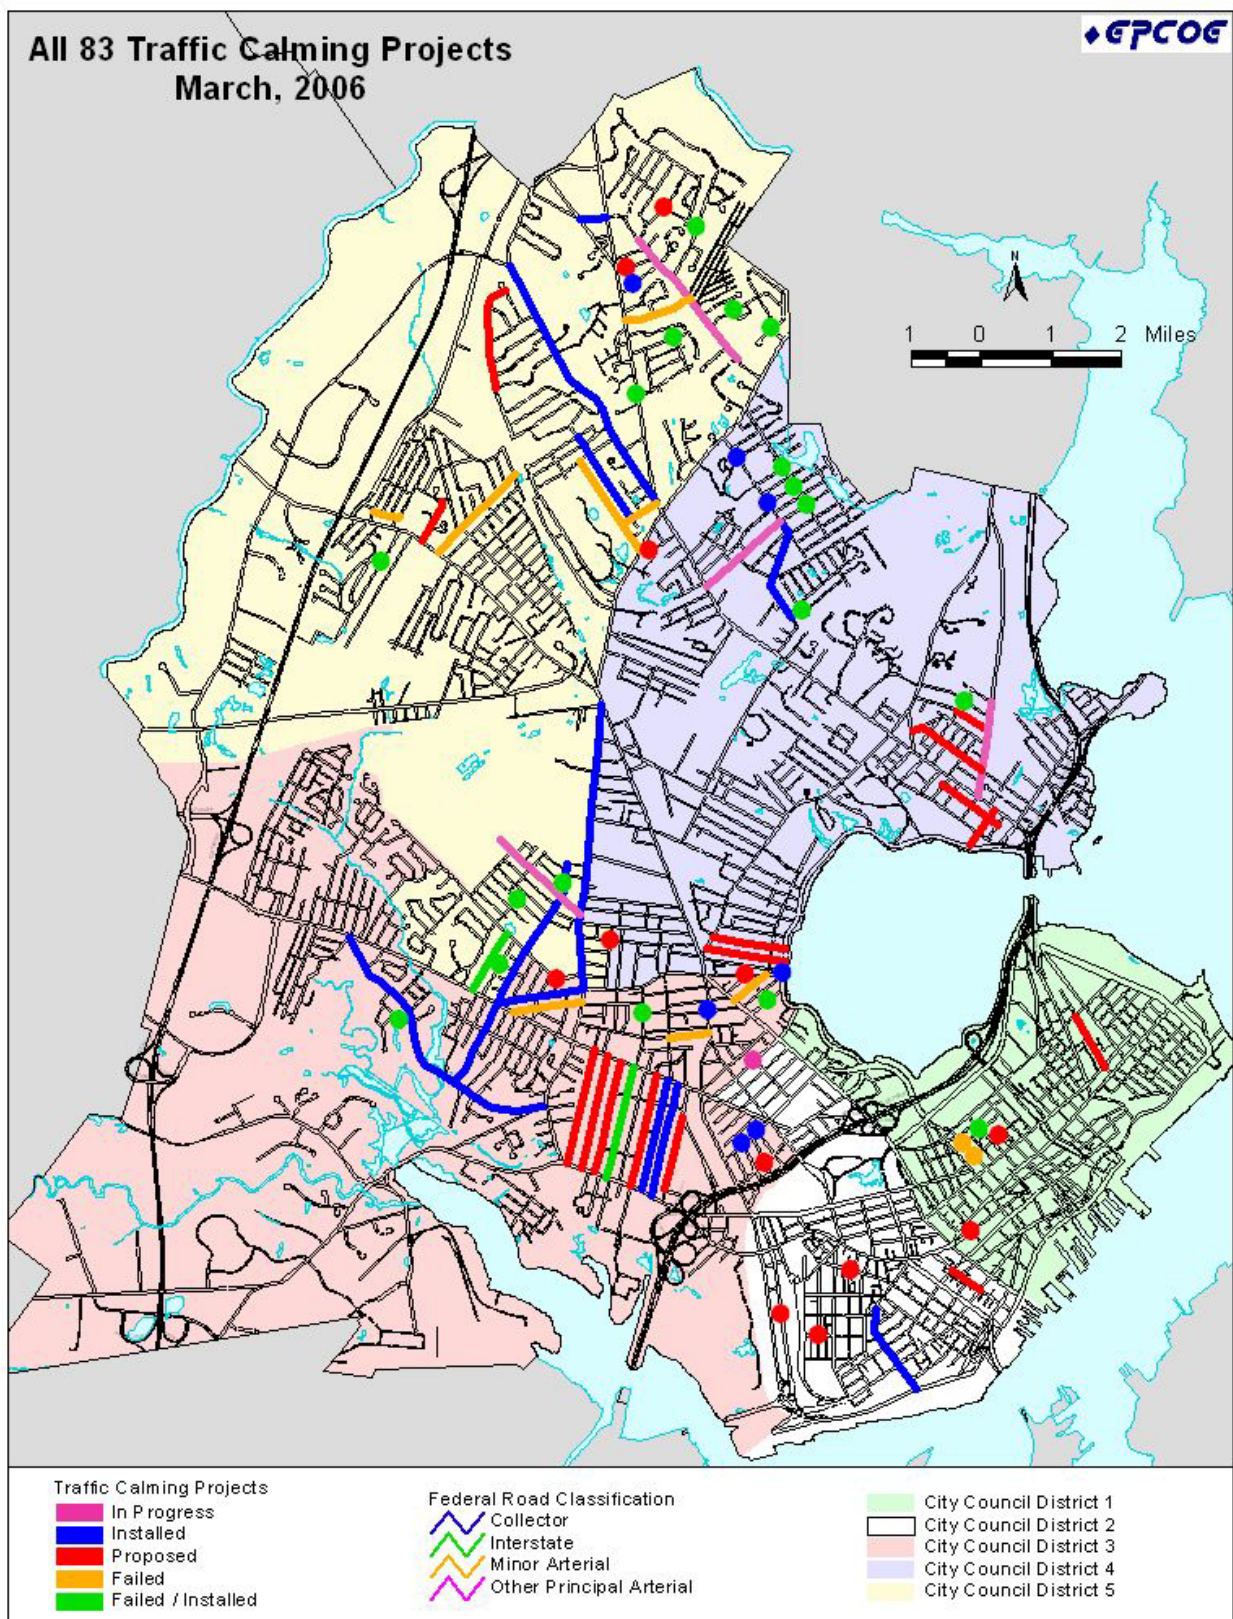 All 83 Traffic Calming Projects
March, 2006
EPCOG
N
1 0 1 2 Miles
Traffic Calming Projects
In Progress
Installed
Proposed
Failed
Failed / Installed
Federal Road Classification
Collector
Interstate
Minor Arterial
Other Principal Arterial
City Council District 1
City Council District 2
City Council District 3
City Council District 4
City Council District 5